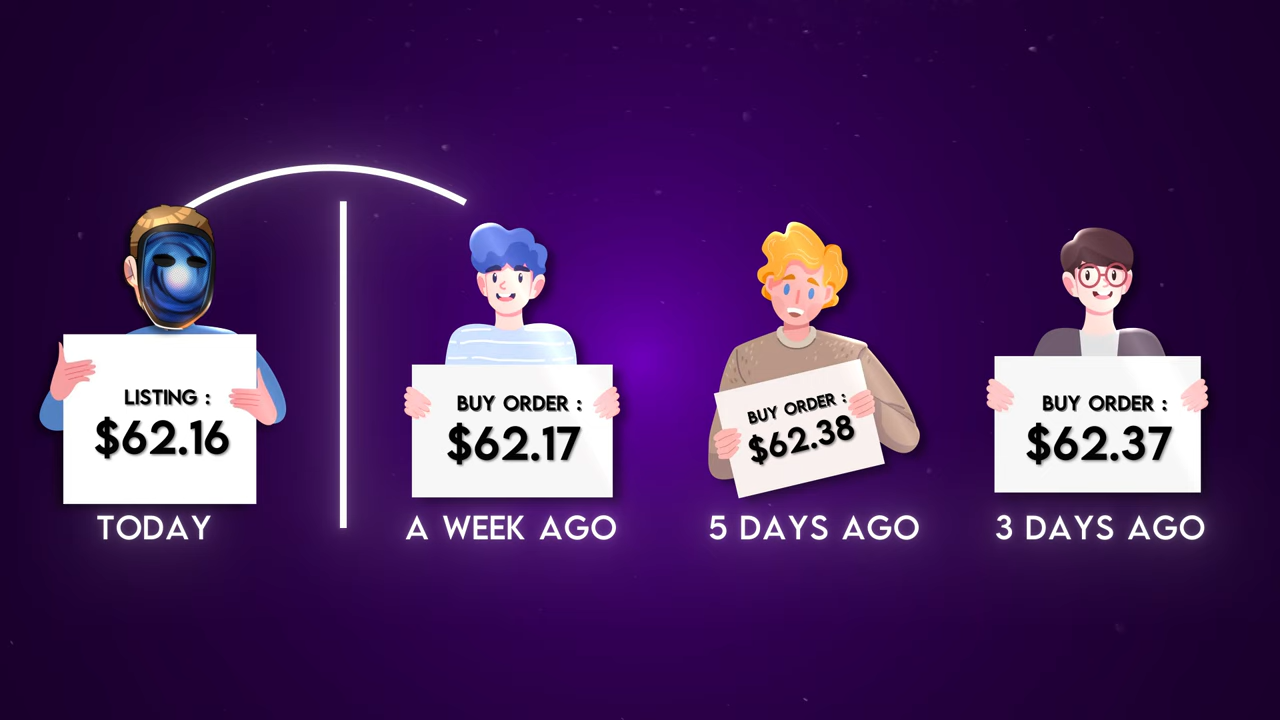 LISTING :
$62.16
TODAY
BUY ORDER :
$62.17
A WEEK AGO
BUY ORDER :
$62.38
5 DAYS AGO
BUY ORDER :
$62.37
3 DAYS AGO